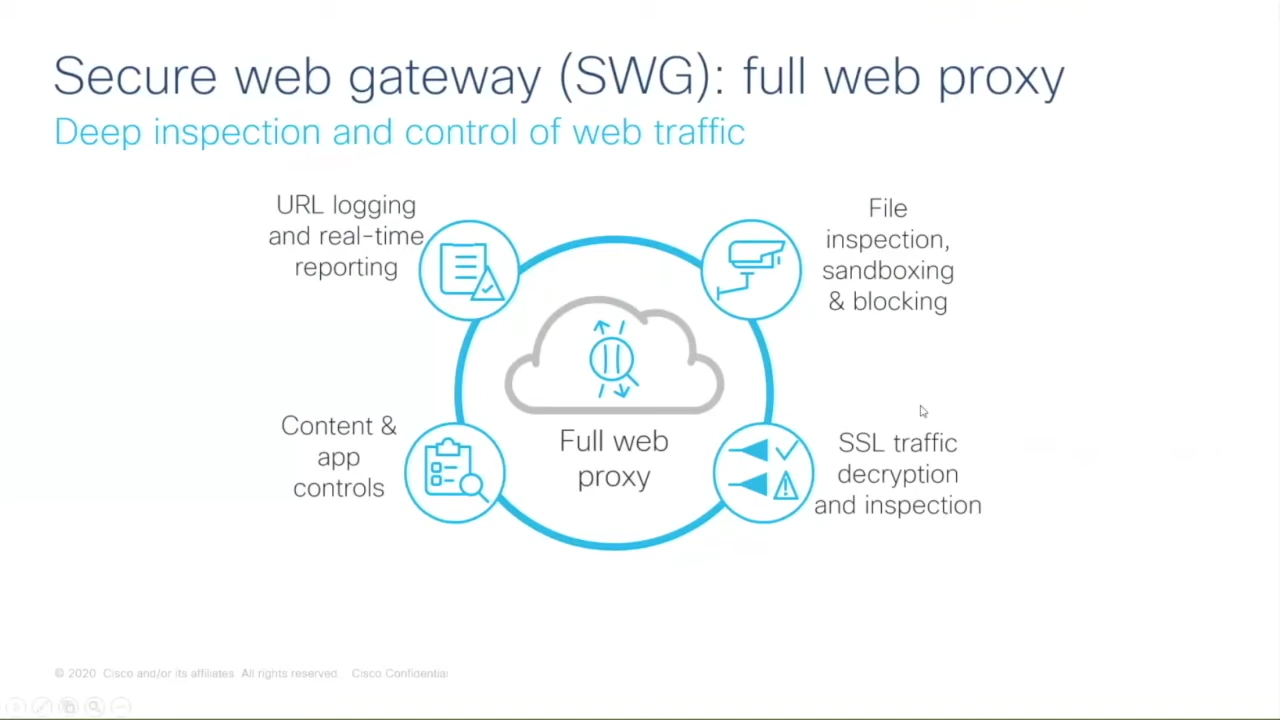 Secure web gateway (SWG): full web proxy
Deep inspection and control of web traffic
URL logging
and real-time
reporting
File
inspection,
sandboxing
& blocking
Content &
app
controls
Full web
proxy
SSL traffic
decryption
and inspection
© 2020 Cisco and/or its affiliates. All rights reserved. Cisco Confidential